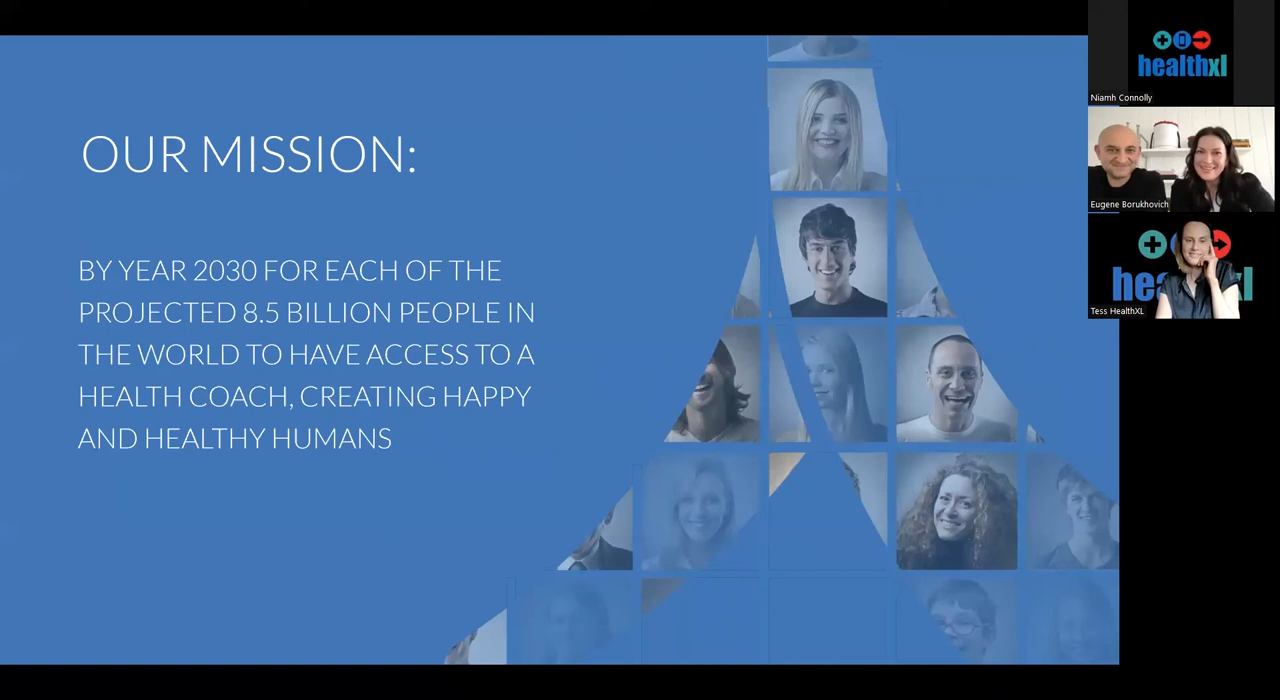 OUR MISSION:
BY YEAR 2030 FOR EACH OF THE
PROJECTED 8.5 BILLION PEOPLE IN
THE WORLD TO HAVE ACCESS TO A
HEALTH COACH, CREATING HAPPY
AND HEALTHY HUMANS
healthxl
Niamh Connolly
Eugene Borukhovich
Tess HealthXL